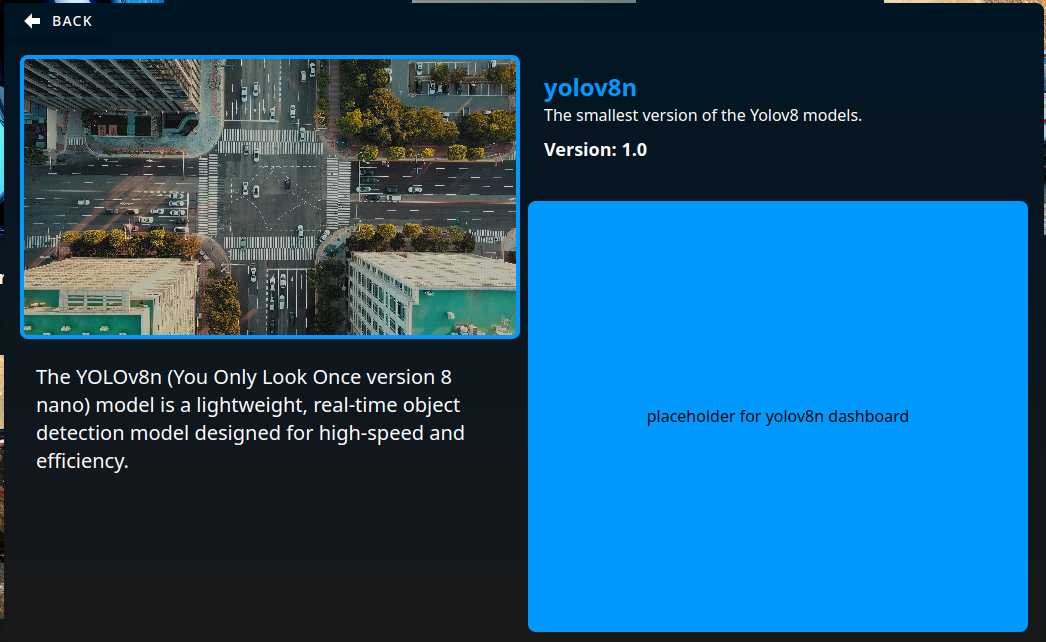 BACK
yolov8n
The smallest version of the Yolov8 models.
Version: 1.0
The YOLOv8n (You Only Look Once version 8
nano) model is a lightweight, real-time object
detection model designed for high-speed and
efficiency.
placeholder for yolov8n dashboard